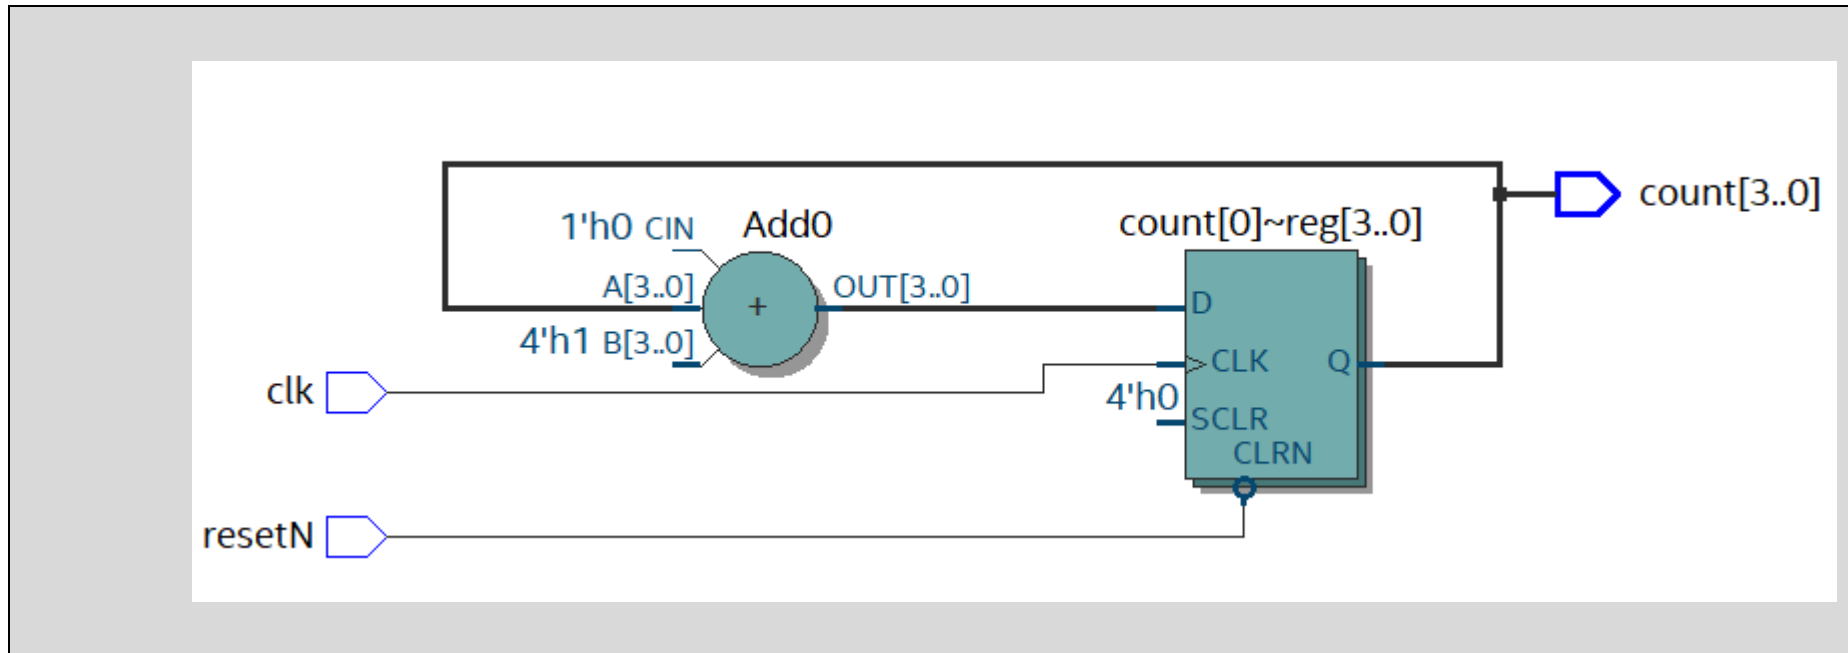 count[3..0]
1'h0 CIN
Add0
count[0]~reg[3..0]
A[3..0]
+
OUT[3..0]
D
4'h1 B[3..0]
CLK
Q
clk
4'h0
SCLR
CLRN
resetN